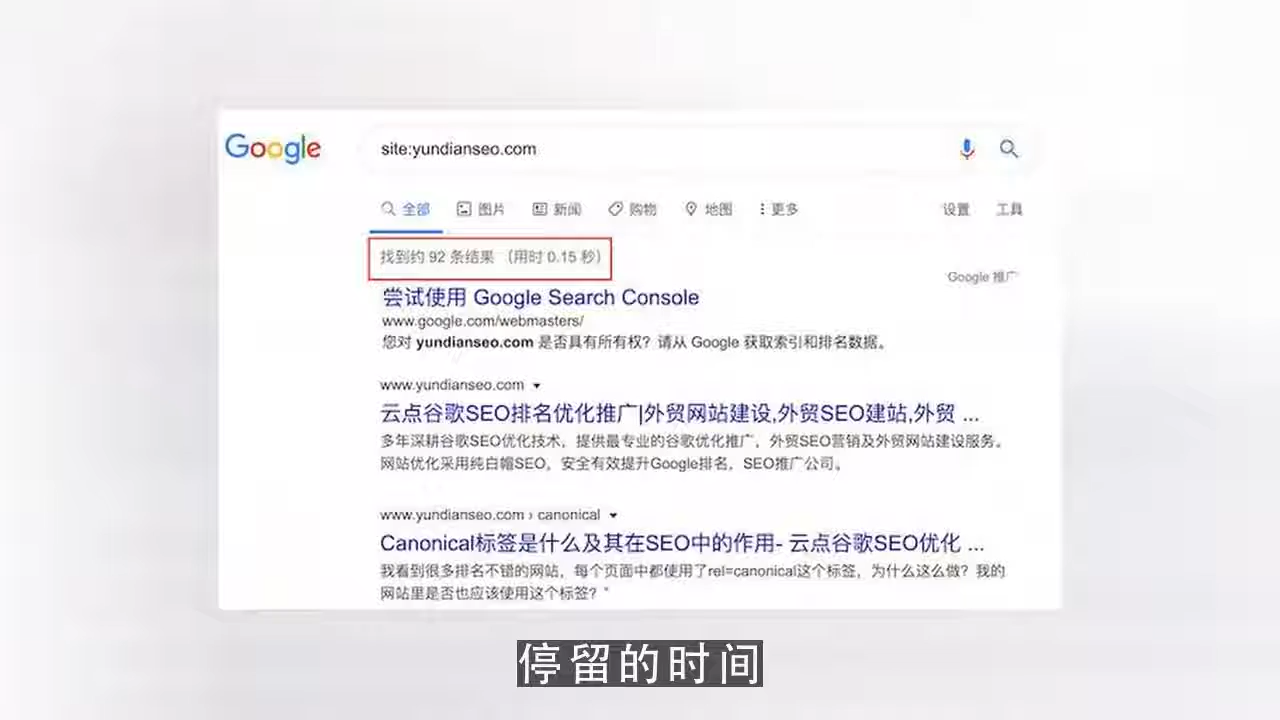 Google
site:yundianseo.com
全部 图片 新闻 购物 地图 更多 设置 工具
找到约 92 条结果 （用时 0.15 秒）
Google 推广
尝试使用 Google Search Console
www.google.com/webmasters/
您对 yundianseo.com 是否具有所有权？请从 Google 获取索引和排名数据。
www.yundianseo.com
云点谷歌SEO排名优化推广|外贸网站建设,外贸SEO建站,外贸 ...
多年深耕谷歌SEO优化技术，提供最专业的谷歌优化推广，外贸SEO营销及外贸网站建设服务。
网站优化采用纯白帽SEO，安全有效提升Google排名，SEO推广公司。
www.yundianseo.com › canonical
Canonical标签是什么及其在SEO中的作用- 云点谷歌SEO优化 ...
我看到很多排名不错的网站，每个页面中都使用了rel=canonical这个标签，为什么这么做？我的
网站里是否也应该使用这个标签？"
停留的时间